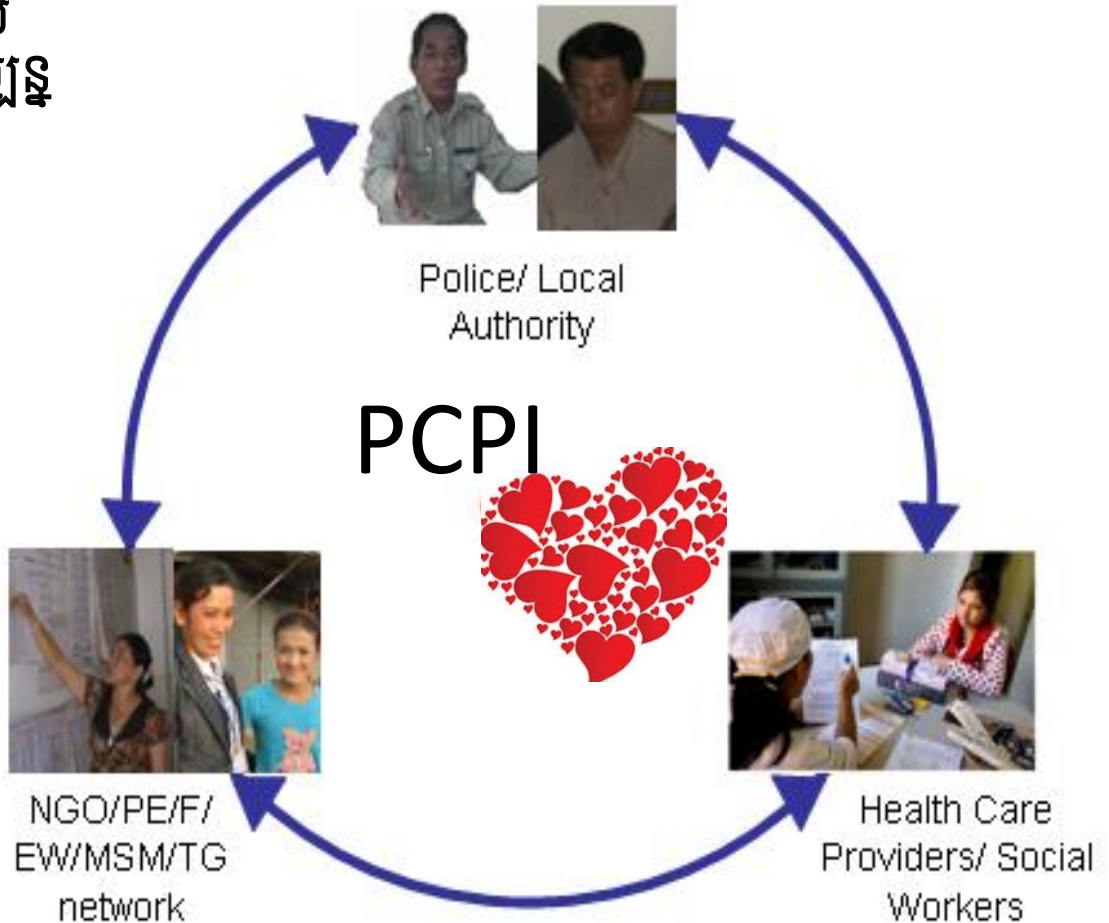 Police/ Local
Authority
PCPI
NGO/PE/F/
EW/MSM/TG
network
Health Care
Providers/ Social
Workers